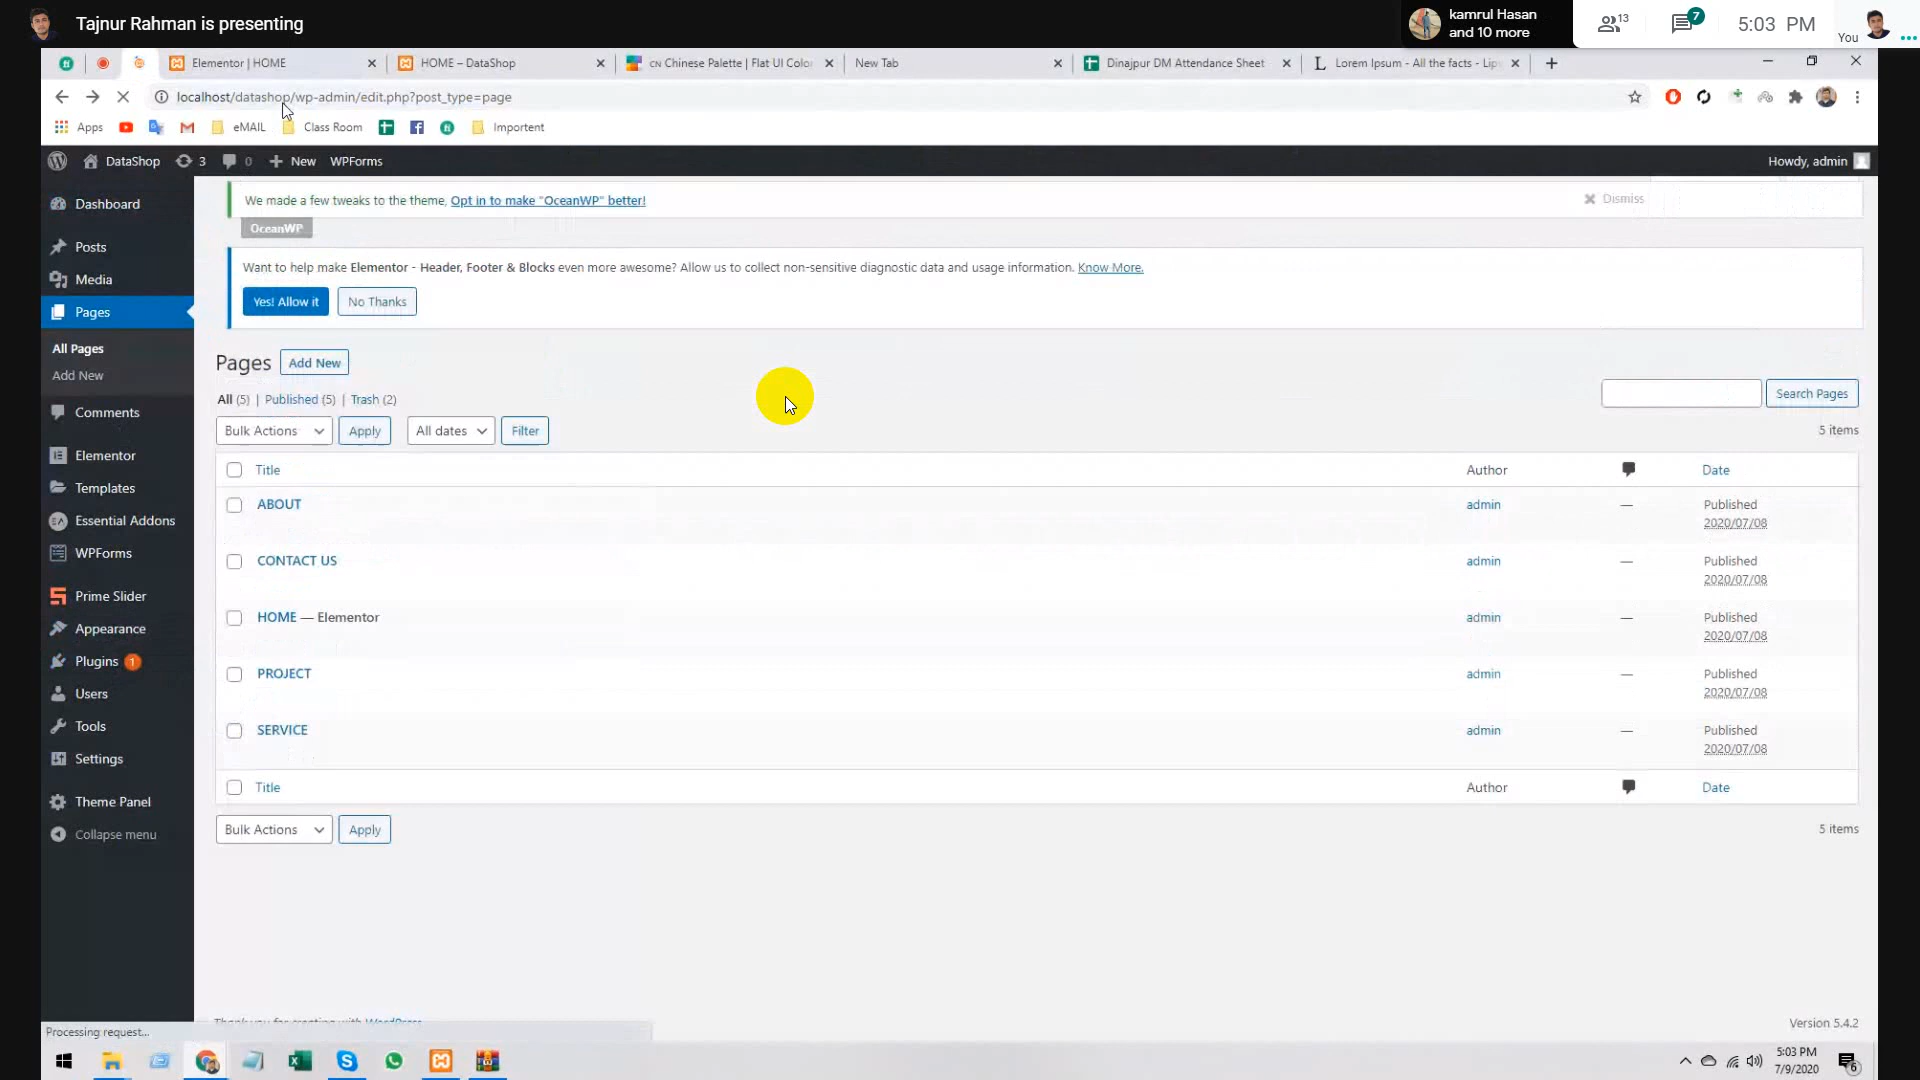 Tajnur Rahman is presenting
kamrul Hasan
and 10 more
13
7
5:03 PM
You
Elementor | HOME
HOME – DataShop
CN Chinese Palette | Flat UI Color
New Tab
Dinajpur DM Attendance Sheet
Lorem Ipsum - All the facts - Lips
localhost/datashop/wp-admin/edit.php?post_type=page
Apps
eMAIL
Class Room
Importent
DataShop
3
0
New
WPForms
Howdy, admin
Dashboard
Posts
Media
Pages
All Pages
Add New
Comments
Elementor
Templates
Essential Addons
WPForms
Prime Slider
Appearance
Plugins 1
Users
Tools
Settings
Theme Panel
Collapse menu
We made a few tweaks to the theme, Opt in to make "OceanWP" better!
Dismiss
OceanWP
Want to help make Elementor - Header, Footer & Blocks even more awesome? Allow us to collect non-sensitive diagnostic data and usage information. Know More.
Yes! Allow it
No Thanks
Pages
Add New
All (5) | Published (5) | Trash (2)
Search Pages
Bulk Actions
Apply
All dates
Filter
5 items
Title
Author
Date
ABOUT
admin
—
Published
2020/07/08
CONTACT US
admin
—
Published
2020/07/08
HOME — Elementor
admin
—
Published
2020/07/08
PROJECT
admin
—
Published
2020/07/08
SERVICE
admin
—
Published
2020/07/08
Title
Author
Date
Bulk Actions
Apply
5 items
Thank you for creating with WordPress
Version 5.4.2
Processing request...
5:03 PM
7/9/2020
6